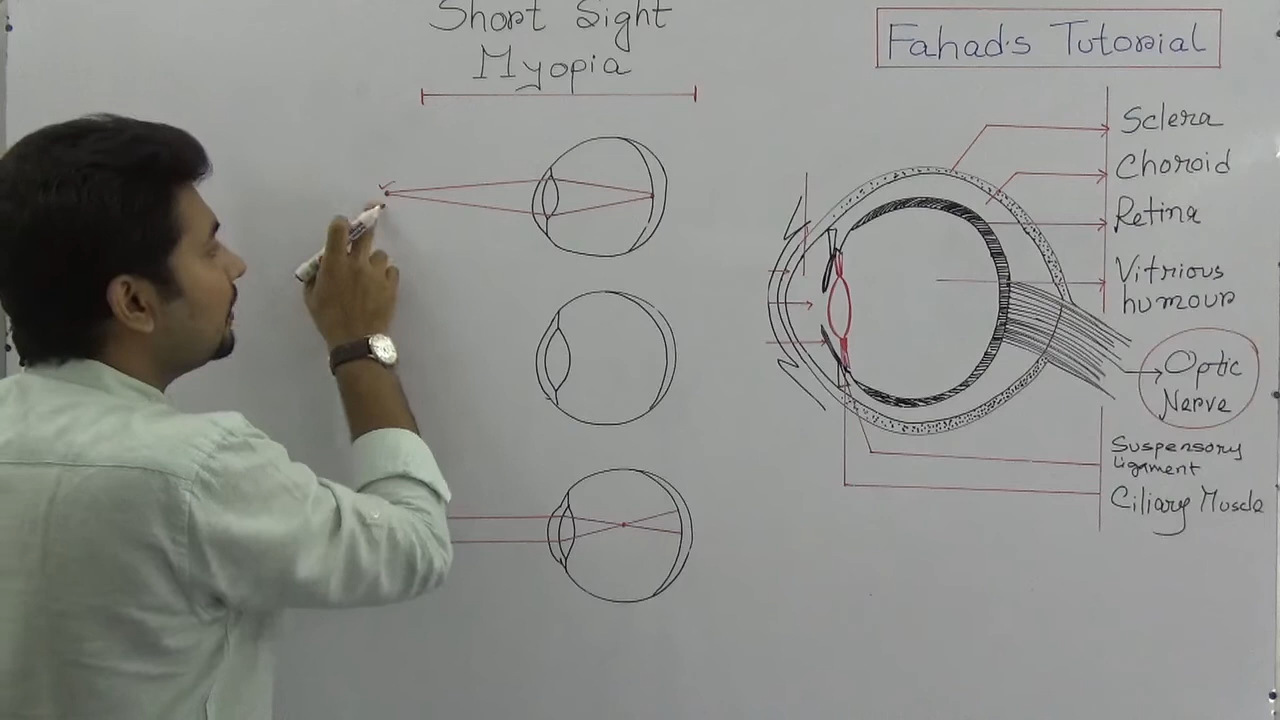 Short Sight
Myopia
Fahad's Tutorial
Sclera
Choroid
Retina
Vitrious
humour
Optic
Nerve
Suspensory
Ligament
Ciliary Muscle